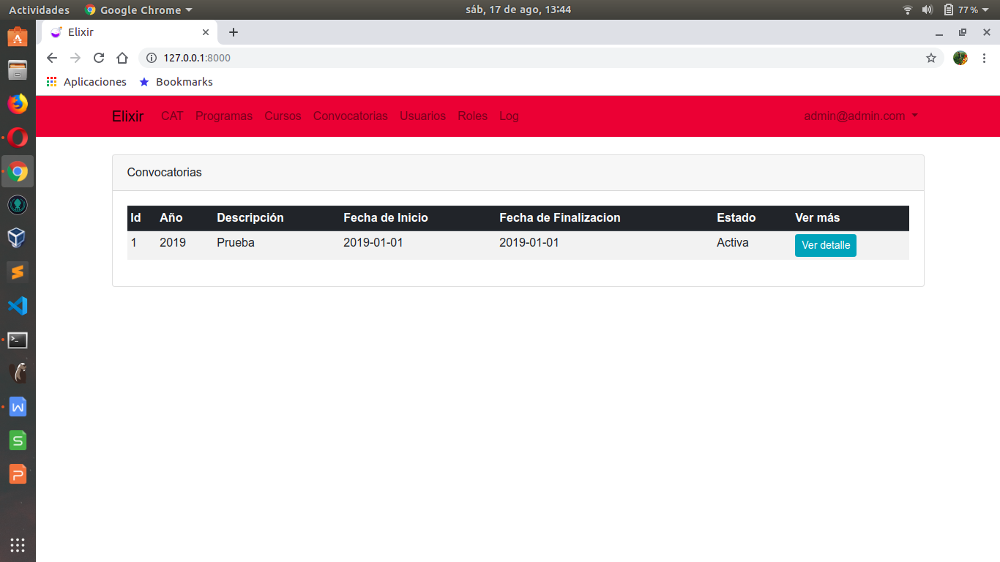 Actividades Google Chrome sáb, 17 de ago, 13:44 77 %
Elixir
127.0.0.1:8000
Aplicaciones Bookmarks
Elixir CAT Programas Cursos Convocatorias Usuarios Roles Log admin@admin.com
Convocatorias
Id Año Descripción Fecha de Inicio Fecha de Finalizacion Estado Ver más
1 2019 Prueba 2019-01-01 2019-01-01 Activa Ver detalle